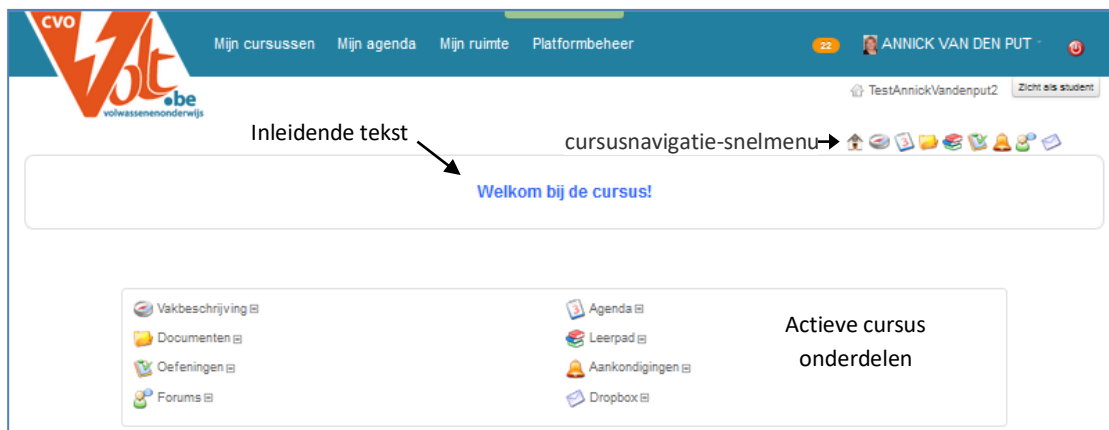 CVO
Volt
.be
volwassenenonderwijs
Mijn cursussen Mijn agenda Mijn ruimte Platformbeheer 22 ANNICK VAN DEN PUT
TestAnnickVandenput2 Zicht als student
Inleidende tekst
cursusnavigatie-snelmenu
Welkom bij de cursus!
Vakbeschrijving Agenda
Documenten Leerpad
Oefeningen Aankondigingen
Forums Dropbox
Actieve cursus
onderdelen